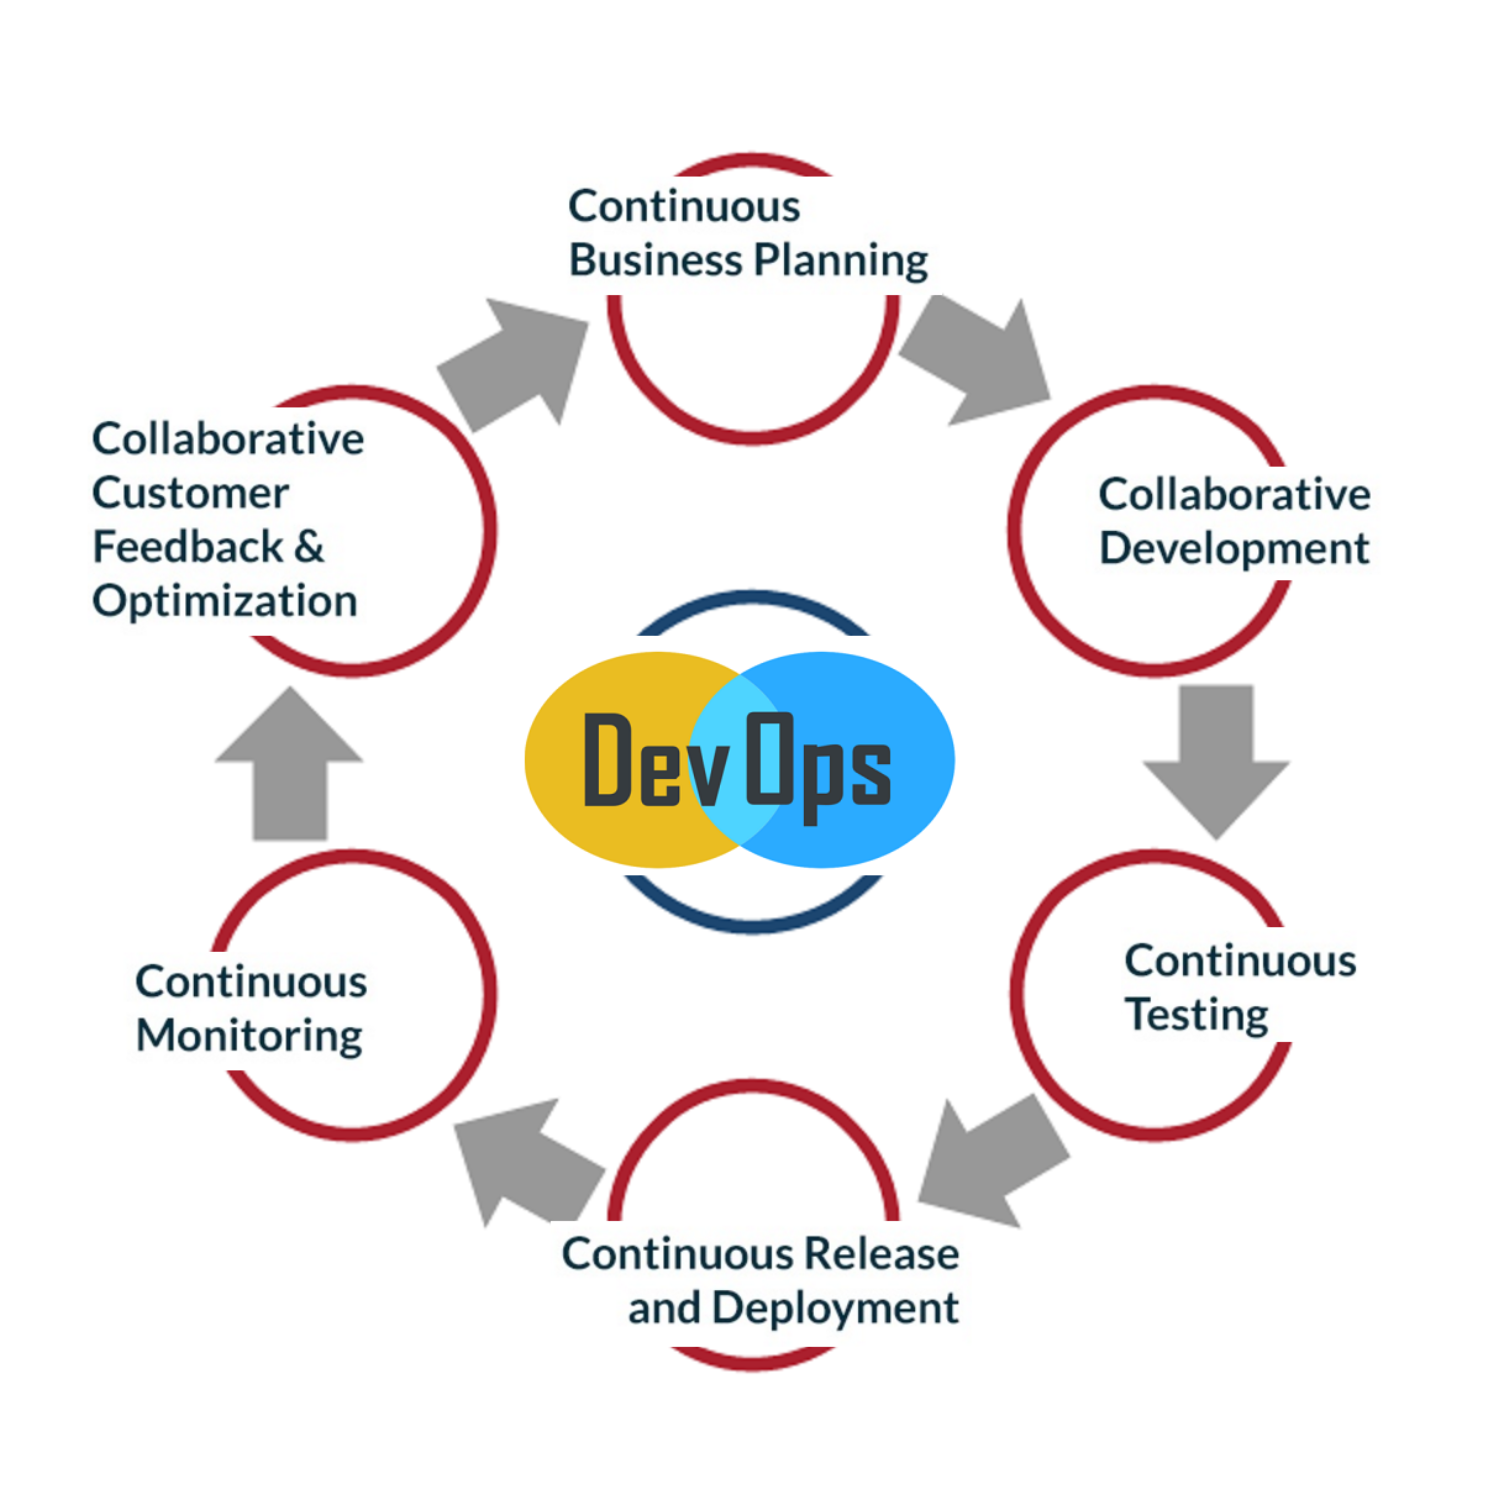 Continuous
Business Planning
Collaborative
Development
Continuous
Testing
Continuous Release
and Deployment
Continuous
Monitoring
Collaborative
Customer
Feedback &
Optimization
DevOps